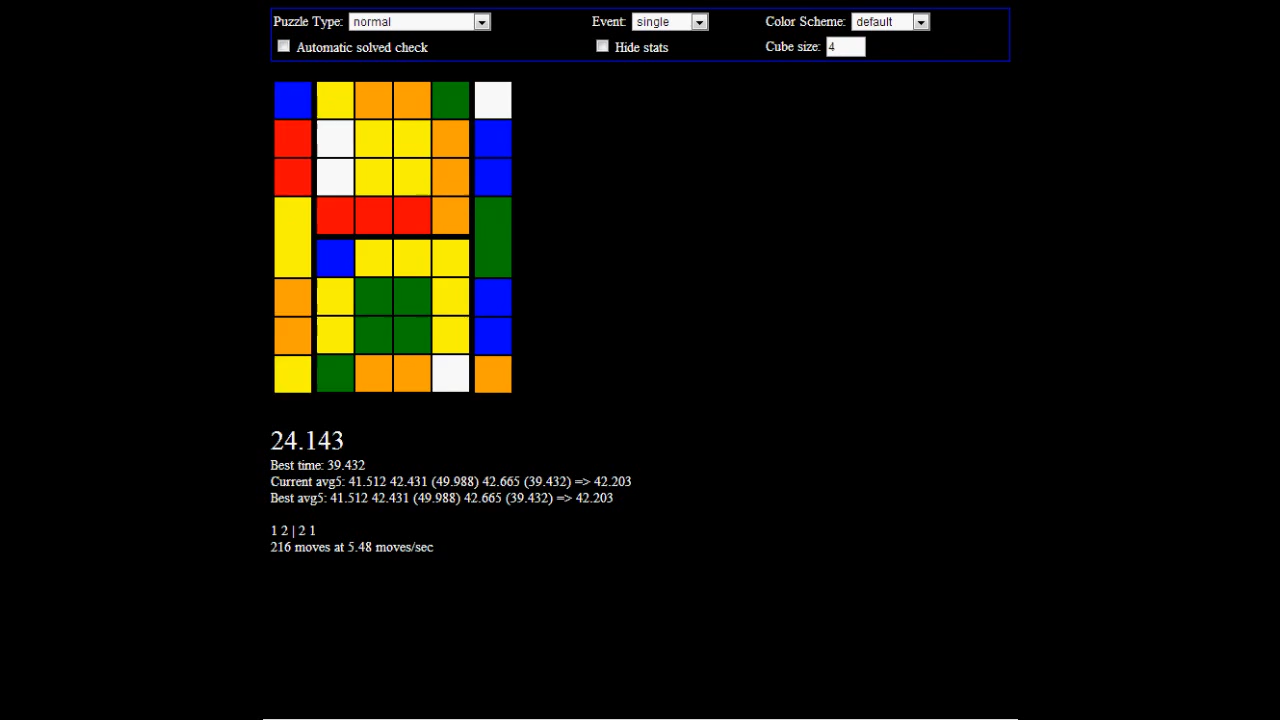 Puzzle Type: normal Event: single Color Scheme: default
Automatic solved check Hide stats Cube size: 4
24.143
Best time: 39.432
Current avg5: 41.512 42.431 (49.988) 42.665 (39.432) => 42.203
Best avg5: 41.512 42.431 (49.988) 42.665 (39.432) => 42.203
1 2 | 2 1
216 moves at 5.48 moves/sec